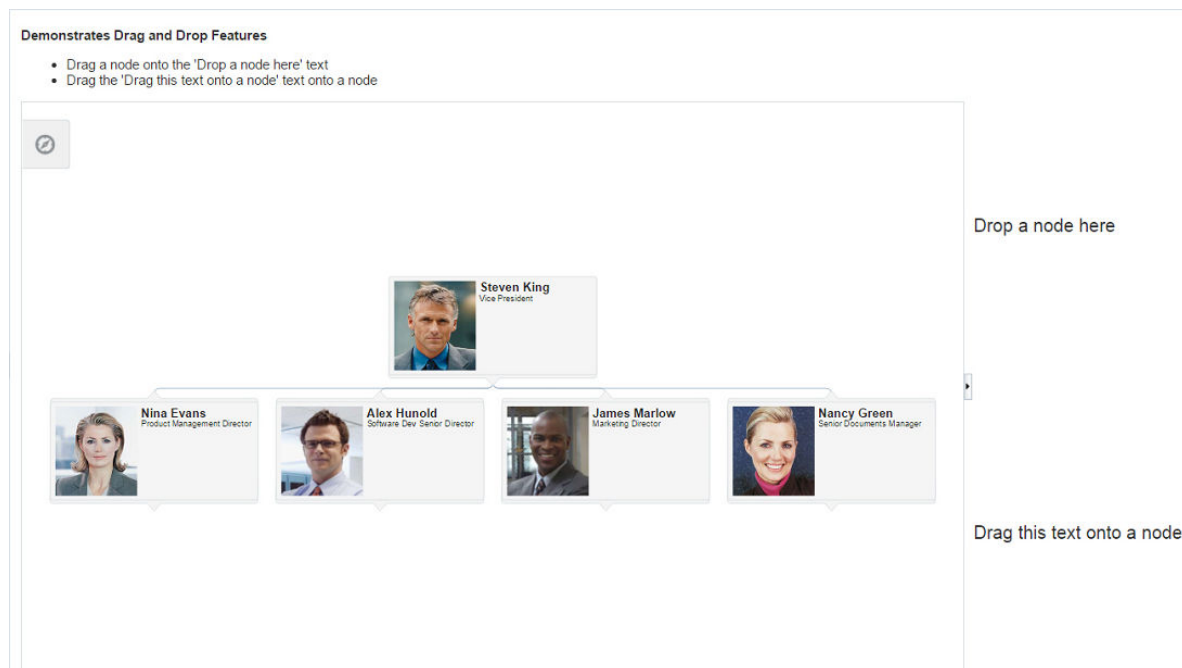 Demonstrates Drag and Drop Features
Drag a node onto the 'Drop a node here' text
Drag the 'Drag this text onto a node' text onto a node
Drop a node here
Steven King
Vice President
Nina Evans
Product Management Director
Alex Hunold
Software Dev Senior Director
James Marlow
Marketing Director
Nancy Green
Senior Documents Manager
Drag this text onto a node